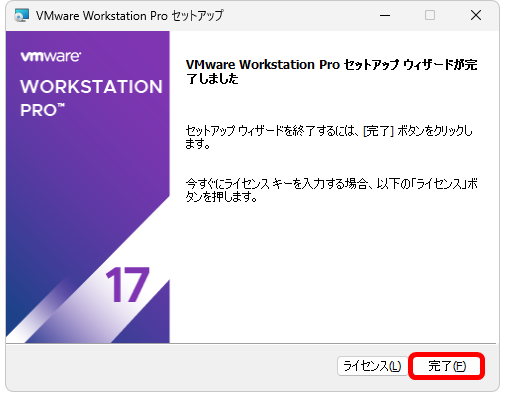 VMware Workstation Pro セットアップ
vmware®
WORKSTATION
PRO™
17
VMware Workstation Pro セットアップ ウィザードが完
了しました
セットアップ ウィザードを終了するには、[完了] ボタンをクリックし
ます。
今すぐにライセンス キーを入力する場合、以下の「ライセンス」ボ
タンを押します。
ライセンス(L) 完了(F)